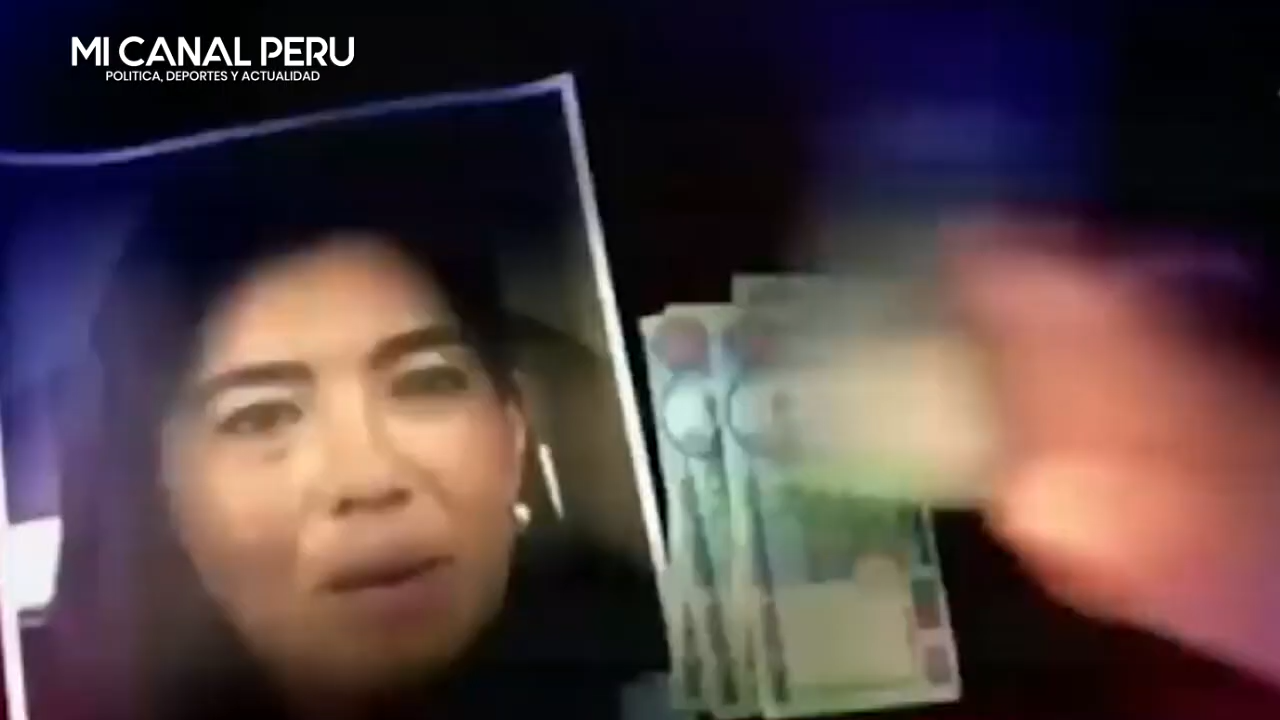 MI CANAL PERU
POLITICA, DEPORTES Y ACTUALIDAD